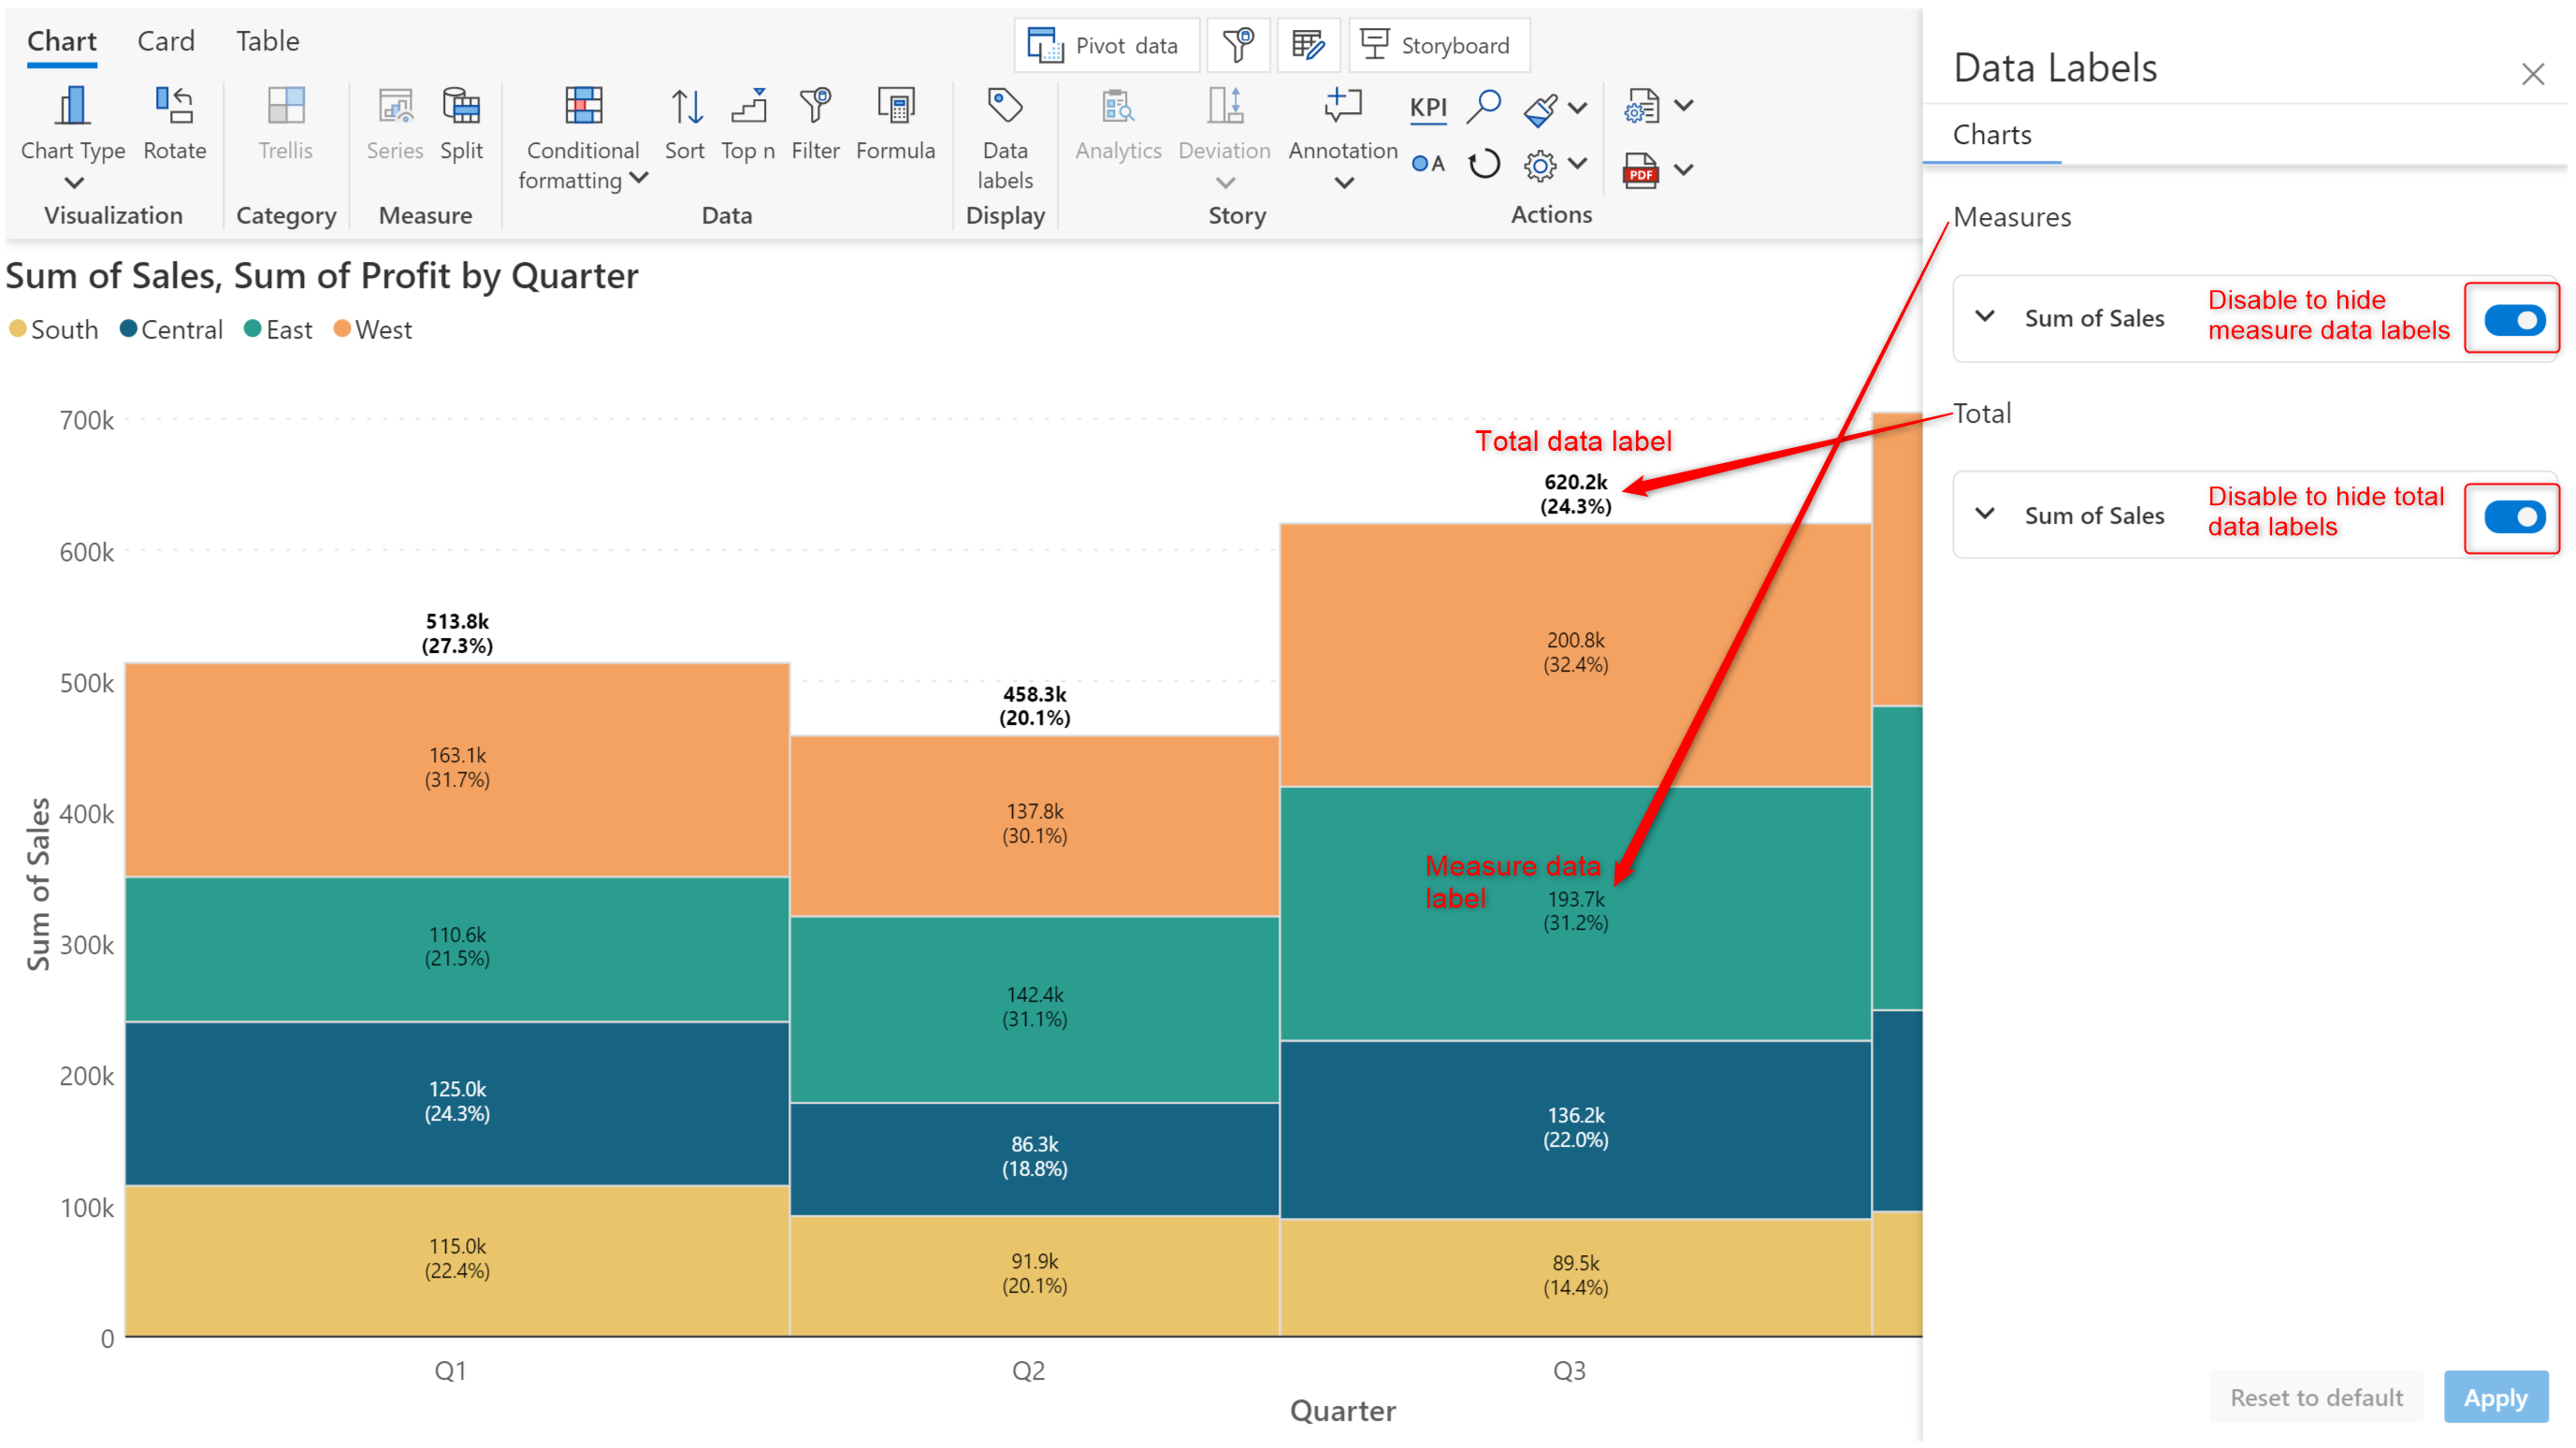 Chart Card Table
Pivot data
Storyboard
Chart Type
Rotate
Trellis
Series
Split
Conditional
formatting
Sort
Top n
Filter
Formula
Data
labels
Analytics
Deviation
Annotation
KPI
A
PDF
Visualization
Category
Measure
Data
Display
Story
Actions
Sum of Sales, Sum of Profit by Quarter
South Central East West
700k
600k
500k
400k
300k
200k
100k
0
Sum of Sales
513.8k
(27.3%)
163.1k
(31.7%)
110.6k
(21.5%)
125.0k
(24.3%)
115.0k
(22.4%)
458.3k
(20.1%)
137.8k
(30.1%)
142.4k
(31.1%)
86.3k
(18.8%)
91.9k
(20.1%)
Total data label
620.2k
(24.3%)
200.8k
(32.4%)
Measure data
label
193.7k
(31.2%)
136.2k
(22.0%)
89.5k
(14.4%)
Q1
Q2
Q3
Quarter
Data Labels
Charts
Measures
Sum of Sales
Disable to hide
measure data labels
Total
Sum of Sales
Disable to hide total
data labels
Reset to default
Apply